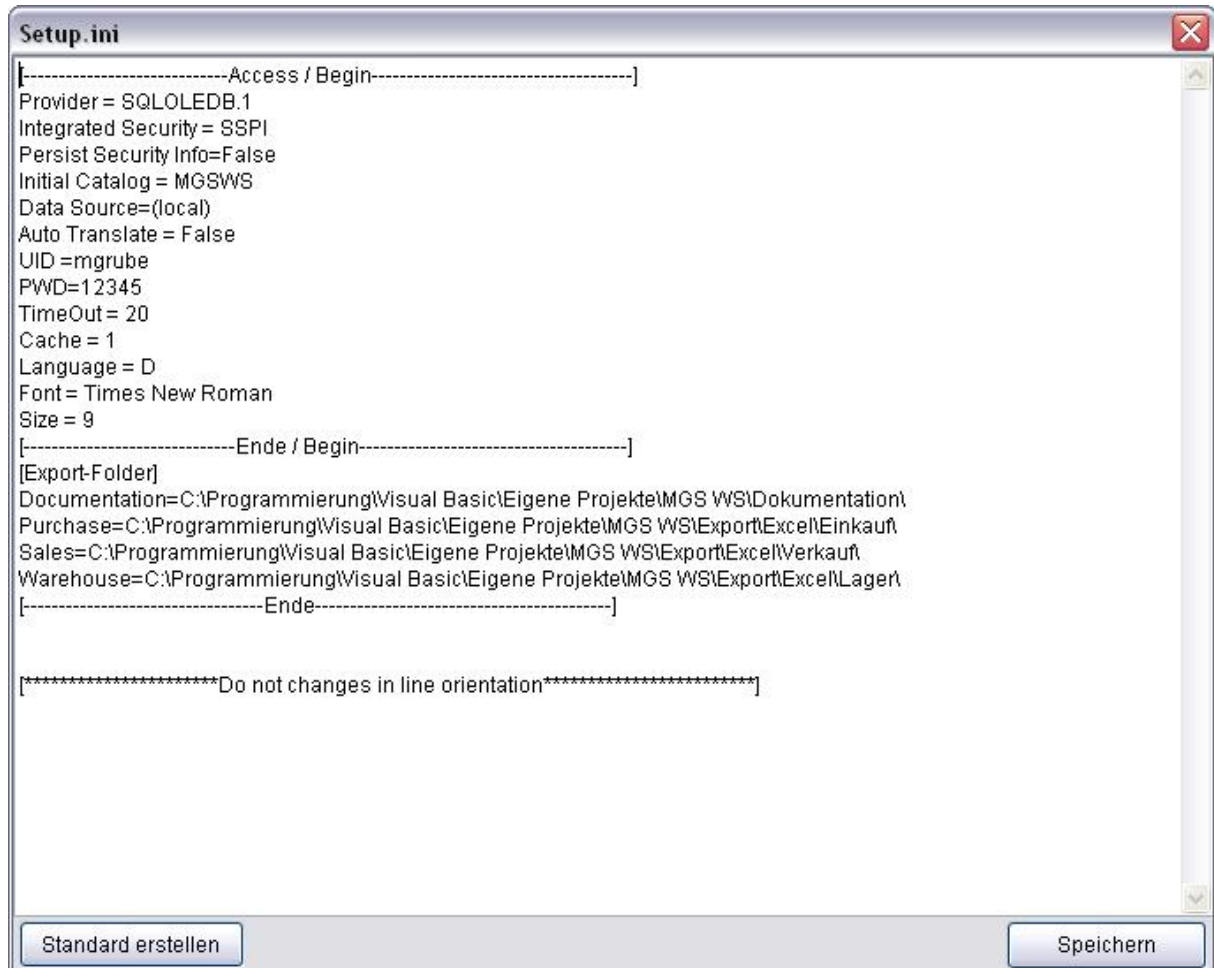 Setup.ini
[-----------------------------Access / Begin-------------------------------------]
Provider = SQLOLEDB.1
Integrated Security = SSPI
Persist Security Info=False
Initial Catalog = MGSWS
Data Source=(local)
Auto Translate = False
UID =mgrube
PWD=12345
TimeOut = 20
Cache = 1
Language = D
Font = Times New Roman
Size = 9
[------------------------------Ende / Begin--------------------------------------]
[Export-Folder]
Documentation=C:\Programmierung\Visual Basic\Eigene Projekte\MGS WS\Dokumentation\
Purchase=C:\Programmierung\Visual Basic\Eigene Projekte\MGS WS\Export\Excel\Einkauf\
Sales=C:\Programmierung\Visual Basic\Eigene Projekte\MGS WS\Export\Excel\Verkauf\
Warehouse=C:\Programmierung\Visual Basic\Eigene Projekte\MGS WS\Export\Excel\Lager\
[----------------------------------Ende------------------------------------------]
[**********************Do not changes in line orientation************************]
Standard erstellen
Speichern